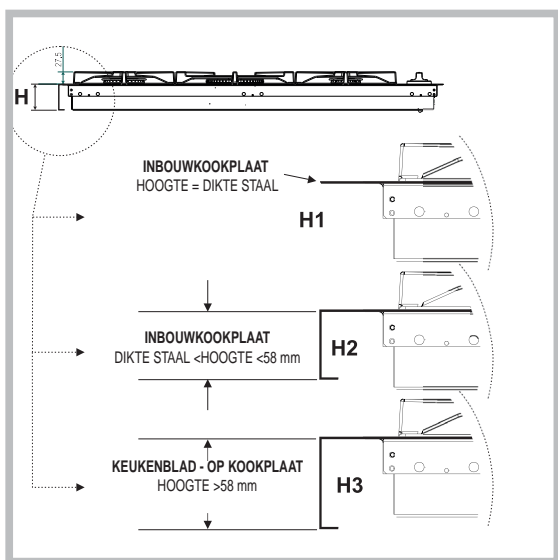 27,5
H
INBOUWKOOKPLAAT
HOOGTE = DIKTE STAAL
H1
INBOUWKOOKPLAAT
DIKTE STAAL <HOOGTE <58 mm
H2
KEUKENBLAD - OP KOOKPLAAT
HOOGTE >58 mm
H3